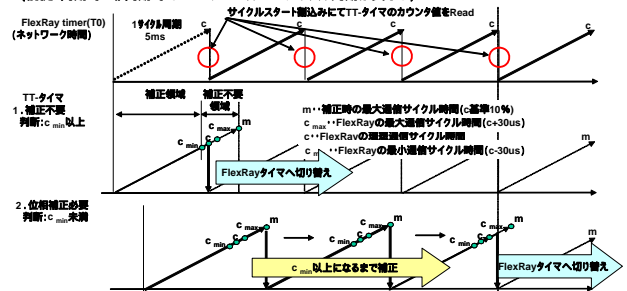 サイクルスタート割込みにてTT-タイマのカウンタ値をRead
FlexRay timer(T0)
(ネットワーク時間)
1サイクル周期
5ms
c
c
c
c
TT-タイマ
1.補正不要
判断:c min以上
補正領域
補正不要
領域
m
c max
c
c min
m‥補正時の最大通信サイクル時間(c基準10%)
c max‥FlexRayの最大通信サイクル時間(c+30us)
c‥FlexRayの通信サイクル時間
c m‥FlexRayの最小通信サイクル時間(c-30us)
m
FlexRayタイマへ切り替え
2.位相補正必要
判断:c min未満
c max
m
c
c min
c max
m
c
c min
c max
m
c
c min
m
c min以上になるまで補正
FlexRayタイマへ切り替え